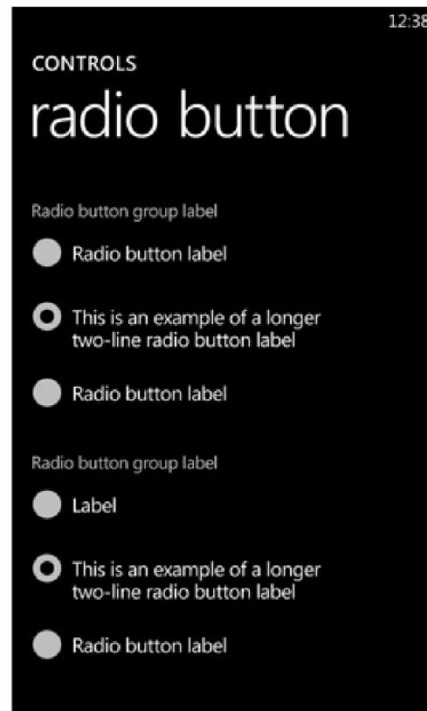 12:38
CONTROLS
radio button
Radio button group label
Radio button label
This is an example of a longer
two-line radio button label
Radio button label
Radio button group label
Label
This is an example of a longer
two-line radio button label
Radio button label